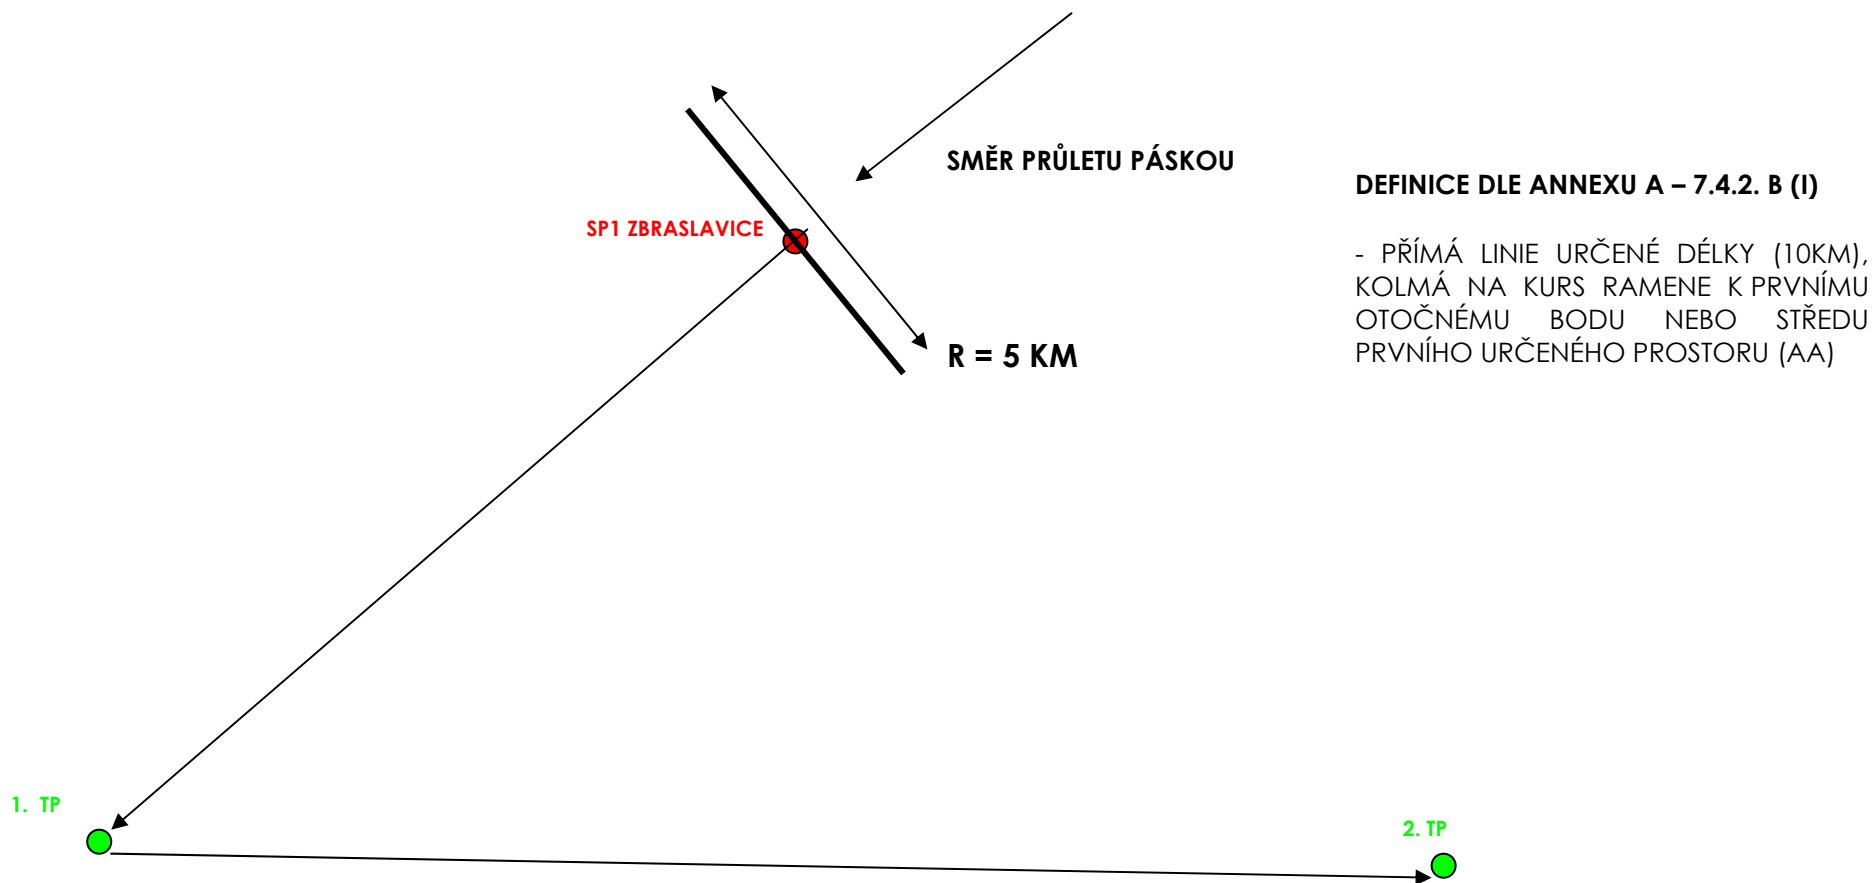 SMĚR PRŮLETU PÁSKOU
DEFINICE DLE ANNEXU A – 7.4.2. B (I)
SP1 ZBRASLAVICE
- PŘÍMÁ LINIE URČENÉ DÉLKY (10KM),
KOLMÁ NA KURS RAMENE K PRVNÍMU
OTOČNÉMU BODU NEBO STŘEDU
PRVNÍHO URČENÉHO PROSTORU (AA)
R = 5 KM
1. TP
2. TP